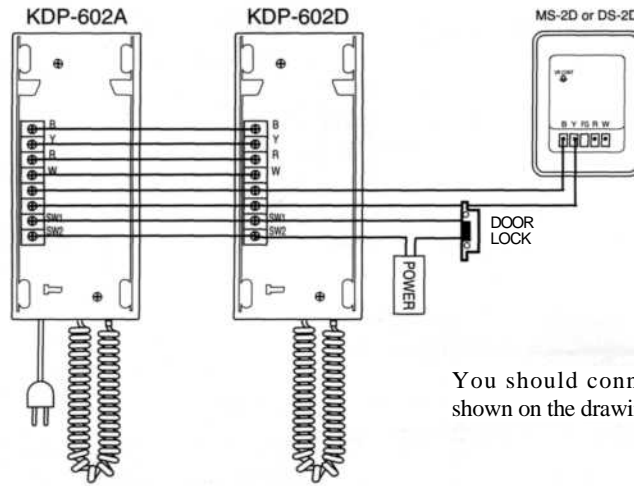 KDP-602A
KDP-602D
MS-2D or DS-2D
B
Y
R
W
SW1
SW2
B
Y
R
W
SW1
SW2
B Y FG R W
DOOR
LOCK
POWER
You should conn
shown on the drawi